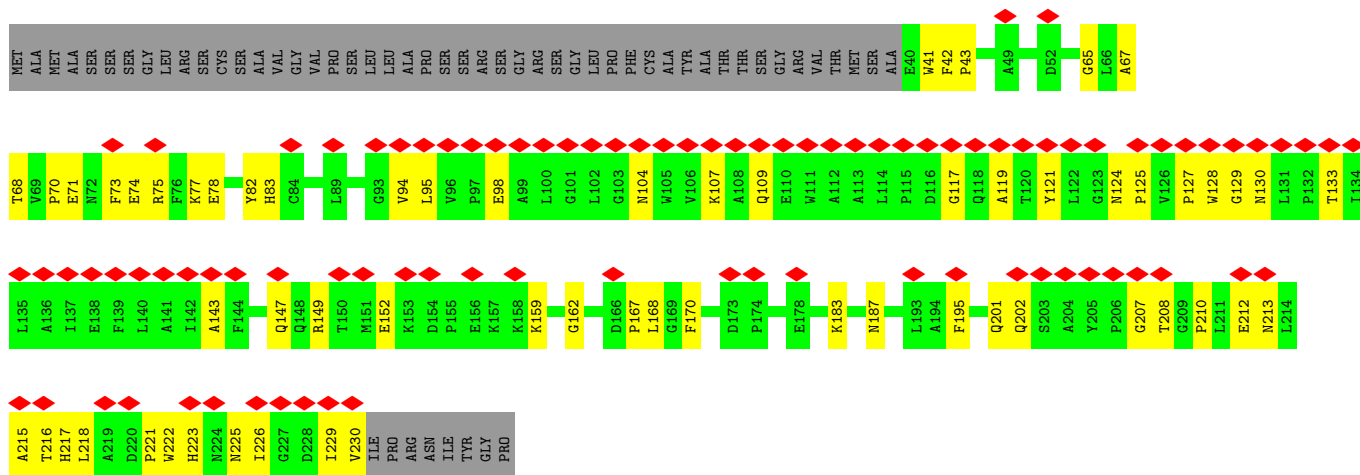 MET ALA MET ALA SER SER SER GLY LEU ARG SER CYS SER ALA VAL GLY VAL PRO SER LEU LEU ALA PRO SER SER ARG SER GLY ARG SER GLY LEU PRO PHE CYS ALA TYR ALA THR THR SER GLY ARG VAL THR MET SER ALA E40 W41 F42 P43 A49 D52 G65 L66 A67
T68 V69 P70 E71 N72 F73 E74 R75 F76 K77 E78 Y82 H83 C84 L89 G93 V94 L95 V96 P97 E98 A99 L100 G101 L102 G103 N104 W105 V106 K107 A108 Q109 E110 W111 A112 A113 L114 P115 D116 G117 Q118 A119 T120 Y121 L122 G123 N124 P125 V126 P127 W128 G129 N130 L131 P132 T133 I134
L135 A136 I137 E138 F139 L140 A141 I142 A143 F144 Q147 Q148 R149 T150 M151 E152 K153 D154 P155 E156 K157 K158 K159 G162 D166 P167 L168 G169 F170 D173 P174 E178 K183 N187 L193 A194 F195 Q201 Q202 S203 A204 Y205 P206 G207 T208 G209 P210 L211 E212 N213 L214
A215 T216 H217 L218 A219 D220 P221 W222 H223 N224 N225 I226 G227 D228 I229 V230 ILE PRO ARG ASN ILE TYR GLY PRO